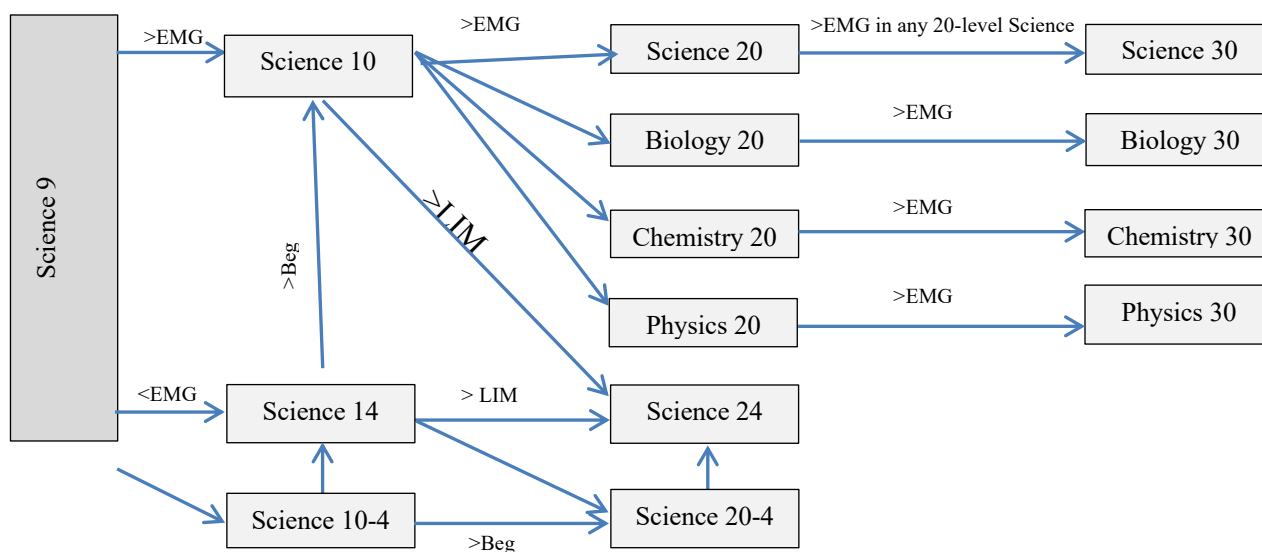 >EMG
Science 10
>EMG
Science 20
>EMG in any 20-level Science
Science 30
Biology 20
>EMG
Biology 30
Science 9
>LIM
Chemistry 20
>EMG
Chemistry 30
>Beg
Physics 20
>EMG
Physics 30
<EMG
Science 14
> LIM
Science 24
Science 10-4
>Beg
Science 20-4